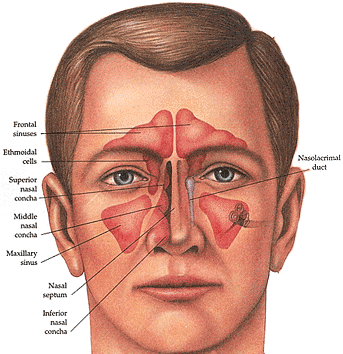 Frontal
sinuses
Ethmoidal
cells
Superior
nasal
concha
Middle
nasal
concha
Maxillary
sinus
Nasal
septum
Inferior
nasal
concha
Nasolacrimal
duct